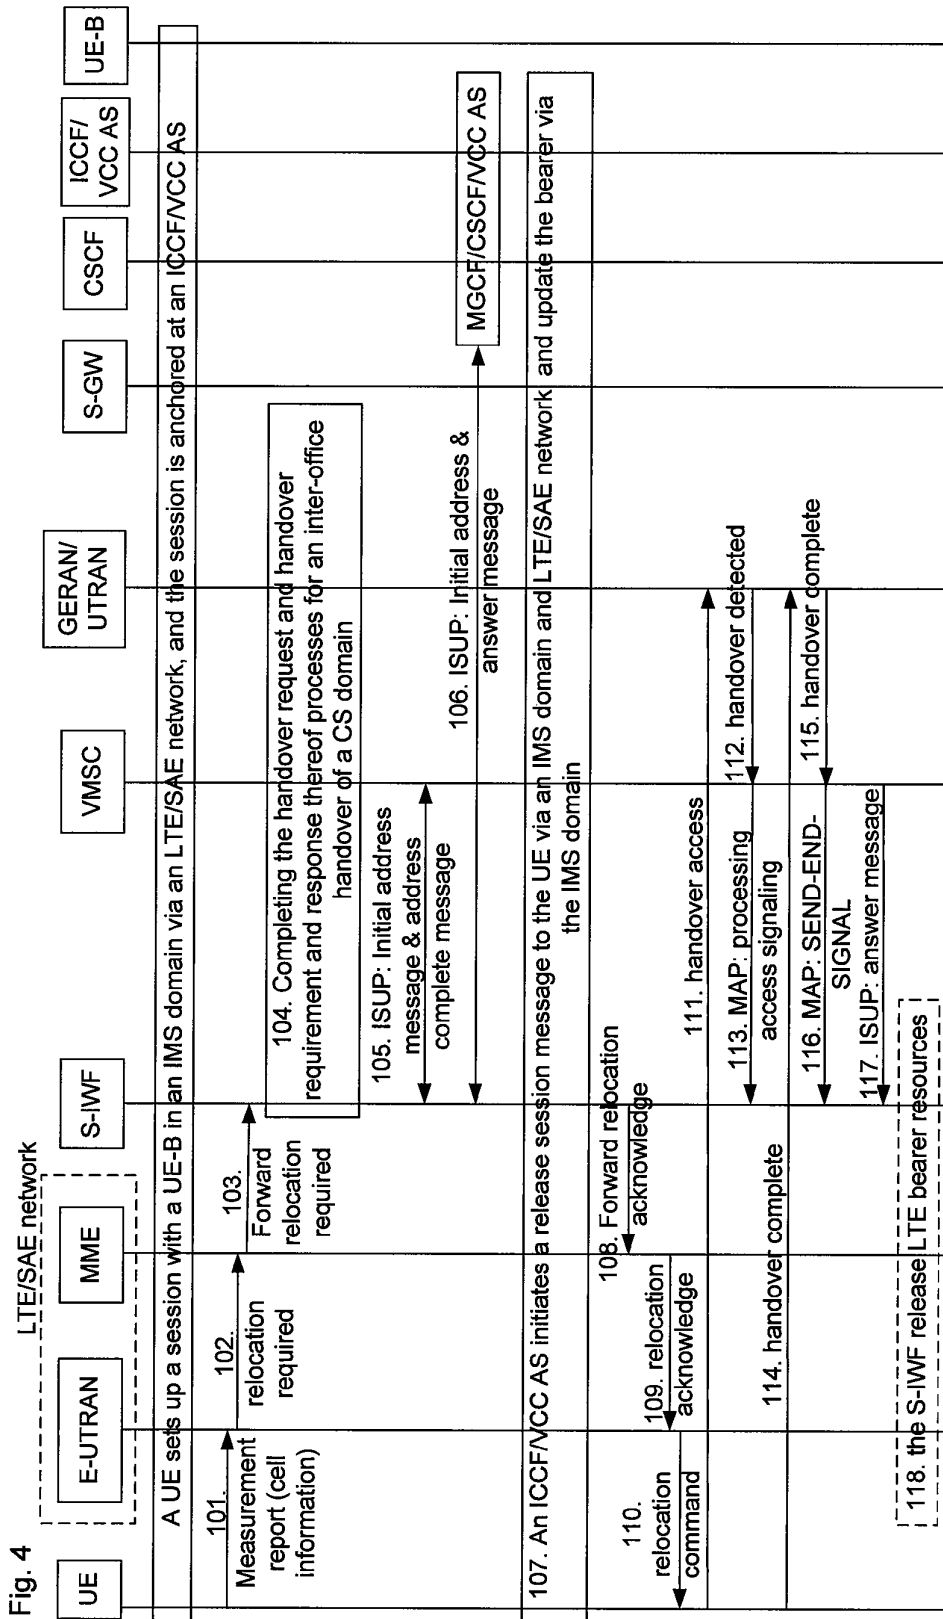 Fig. 4
LTE/SAE network
UE
E-UTRAN
MME
S-IWF
VMSC
GERAN/
UTRAN
S-GW
CSCF
ICCF/
VCC AS
UE-B
A UE sets up a session with a UE-B in an IMS domain via an LTE/SAE network, and the session is anchored at an ICCF/VCC AS
101.
Measurement
report (cell
information)
102.
relocation
required
103.
Forward
relocation
required
104. Completing the handover request and handover
requirement and response thereof processes for an inter-office
handover of a CS domain
105. ISUP: Initial address
message & address
complete message
106. ISUP: Initial address &
answer message
MGCF/CSCF/VCC AS
107. An ICCF/VCC AS initiates a release session message to the UE via an IMS domain and LTE/SAE network and update the bearer via
the IMS domain
108. Forward relocation
acknowledge
109. relocation
acknowledge
110.
relocation
command
111. handover access
112. handover detected
113. MAP: processing
access signaling
114. handover complete
115. handover complete
116. MAP: SEND-END-
SIGNAL
117. ISUP: answer message
118. the S-IWF release LTE bearer resources